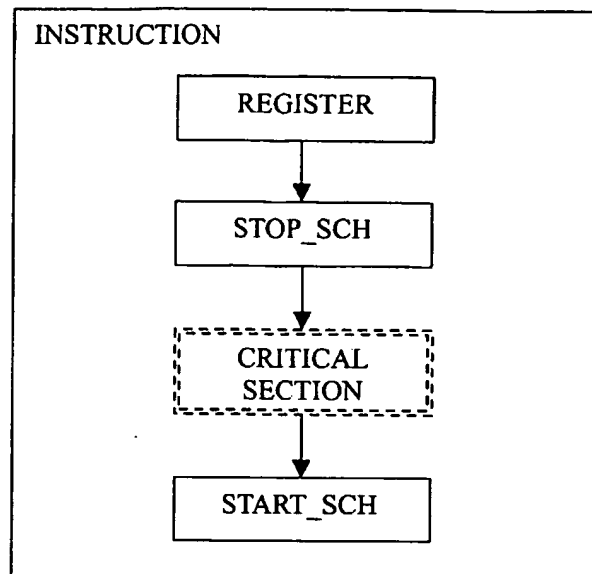 INSTRUCTION
REGISTER
STOP_SCH
CRITICAL
SECTION
START_SCH